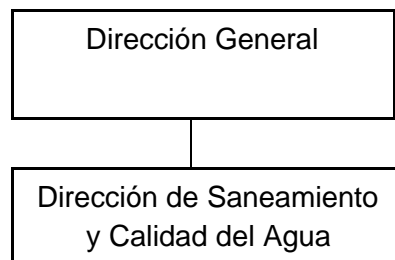 Dirección General
Dirección de Saneamiento
y Calidad del Agua